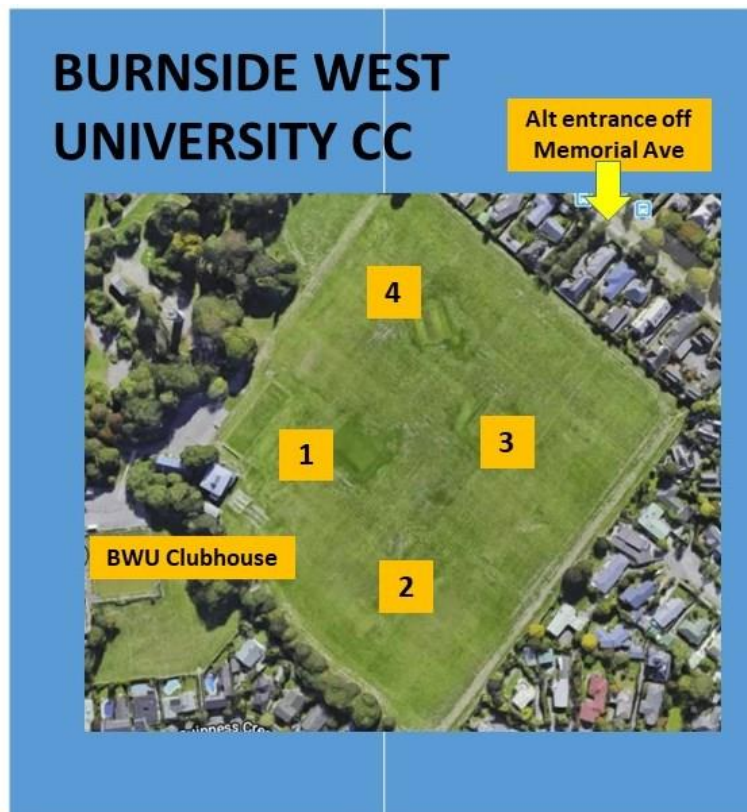 BURNSIDE WEST
UNIVERSITY CC
Alt entrance off
Memorial Ave
4
1
3
BWU Clubhouse
2